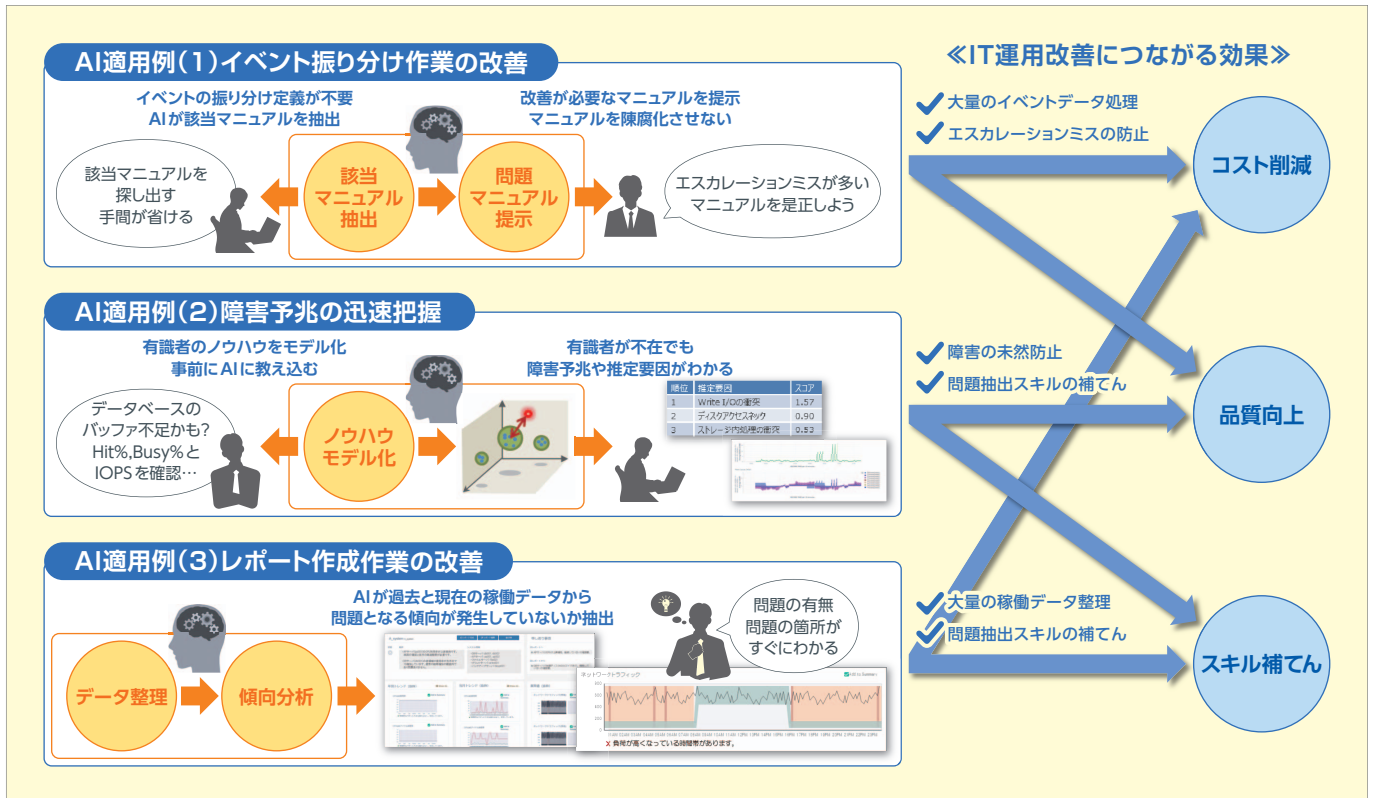 AI適用例(1)イベント振り分け作業の改善
イベントの振り分け定義が不要
AIが該当マニュアルを抽出
改善が必要なマニュアルを提示
マニュアルを陳腐化させない
該当マニュアルを
探し出す
手間が省ける
該当
マニュアル
抽出
問題
マニュアル
提示
エスカレーションミスが多い
マニュアルを是正しよう
AI適用例(2)障害予兆の迅速把握
有識者のノウハウをモデル化
事前にAIに教え込む
有識者が不在でも
障害予兆や推定要因がわかる
データベースの
バッファ不足かも?
Hit%,Busy%と
IOPSを確認…
ノウハウ
モデル化
順位 推定要因 スコア
1 Write I/Oの衝突 1.57
2 ディスクアクセスネック 0.90
3 ストレージ内処理の衝突 0.53
AI適用例(3)レポート作成作業の改善
AIが過去と現在の稼働データから
問題となる傾向が発生していないか抽出
データ整理
傾向分析
問題の有無
問題の箇所が
すぐにわかる
ネットワークトラフィック
X 負荷が高くなっている時間帯があります。
≪IT運用改善につながる効果≫
大量のイベントデータ処理
エスカレーションミスの防止
コスト削減
障害の未然防止
問題抽出スキルの補てん
品質向上
大量の稼働データ整理
問題抽出スキルの補てん
スキル補てん